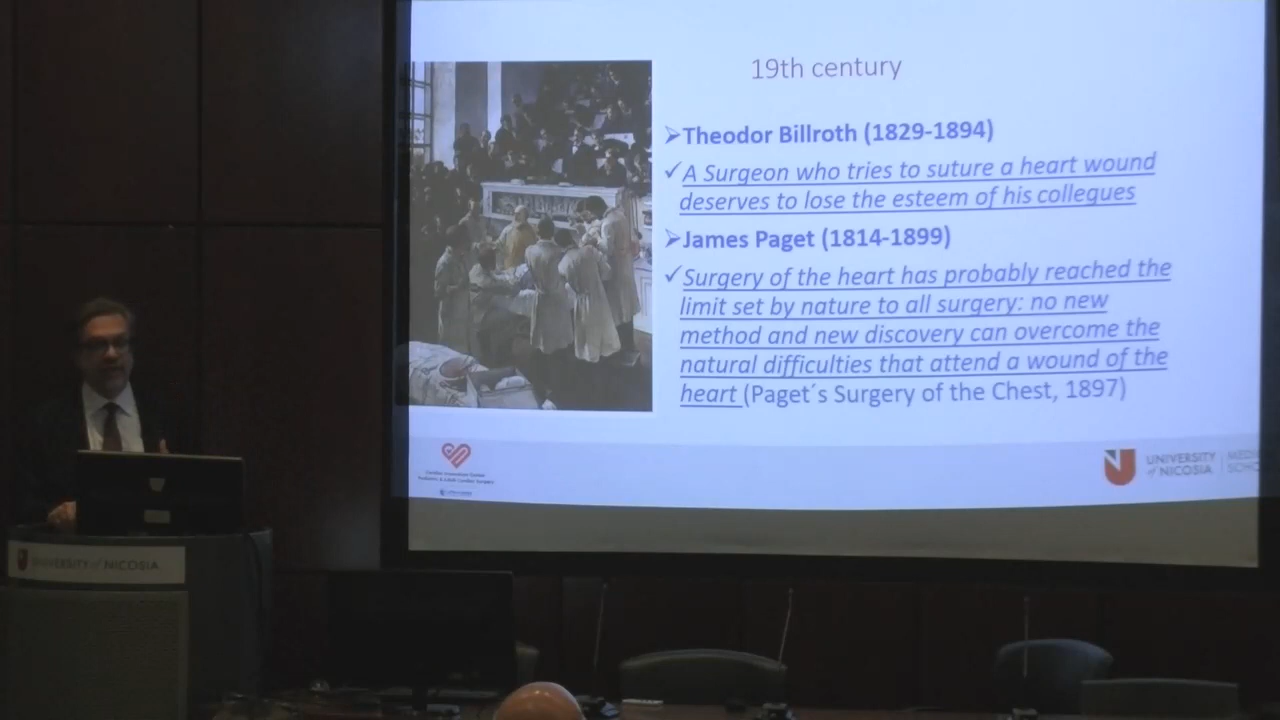 19th century
➢Theodor Billroth (1829-1894)
✓A Surgeon who tries to suture a heart wound
deserves to lose the esteem of his collegues
➢James Paget (1814-1899)
✓Surgery of the heart has probably reached the
limit set by nature to all surgery: no new
method and new discovery can overcome the
natural difficulties that attend a wound of the
heart (Paget´s Surgery of the Chest, 1897)
UNIVERSITY
of NICOSIA
UNIVERSITY of NICOSIA